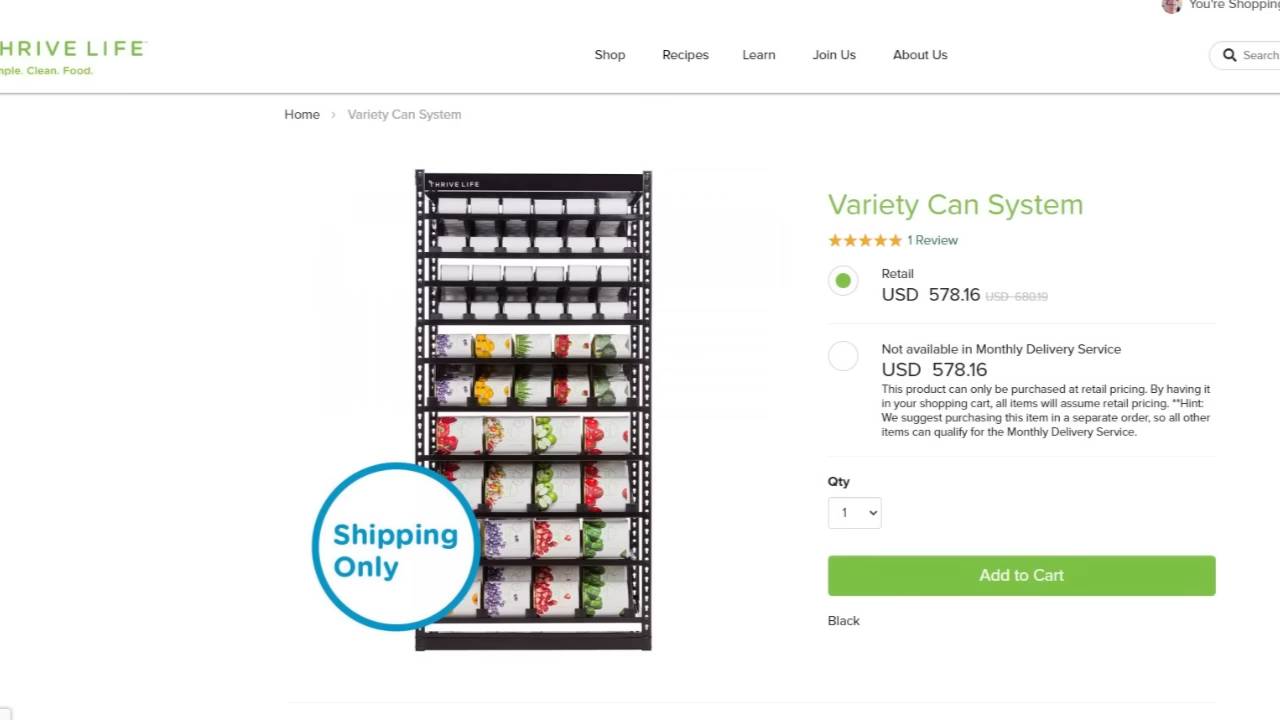 You're Shopping
HRIVE LIFE
mple. Clean. Food.
Shop
Recipes
Learn
Join Us
About Us
Search
Home > Variety Can System
THRIVE LIFE
Variety Can System
1 Review
Retail
USD 578.16 USD 680.19
Not available in Monthly Delivery Service
USD 578.16
This product can only be purchased at retail pricing. By having it
in your shopping cart, all items will assume retail pricing. **Hint:
We suggest purchasing this item in a separate order, so all other
items can qualify for the Monthly Delivery Service.
Shipping
Only
Qty
1
Add to Cart
Black